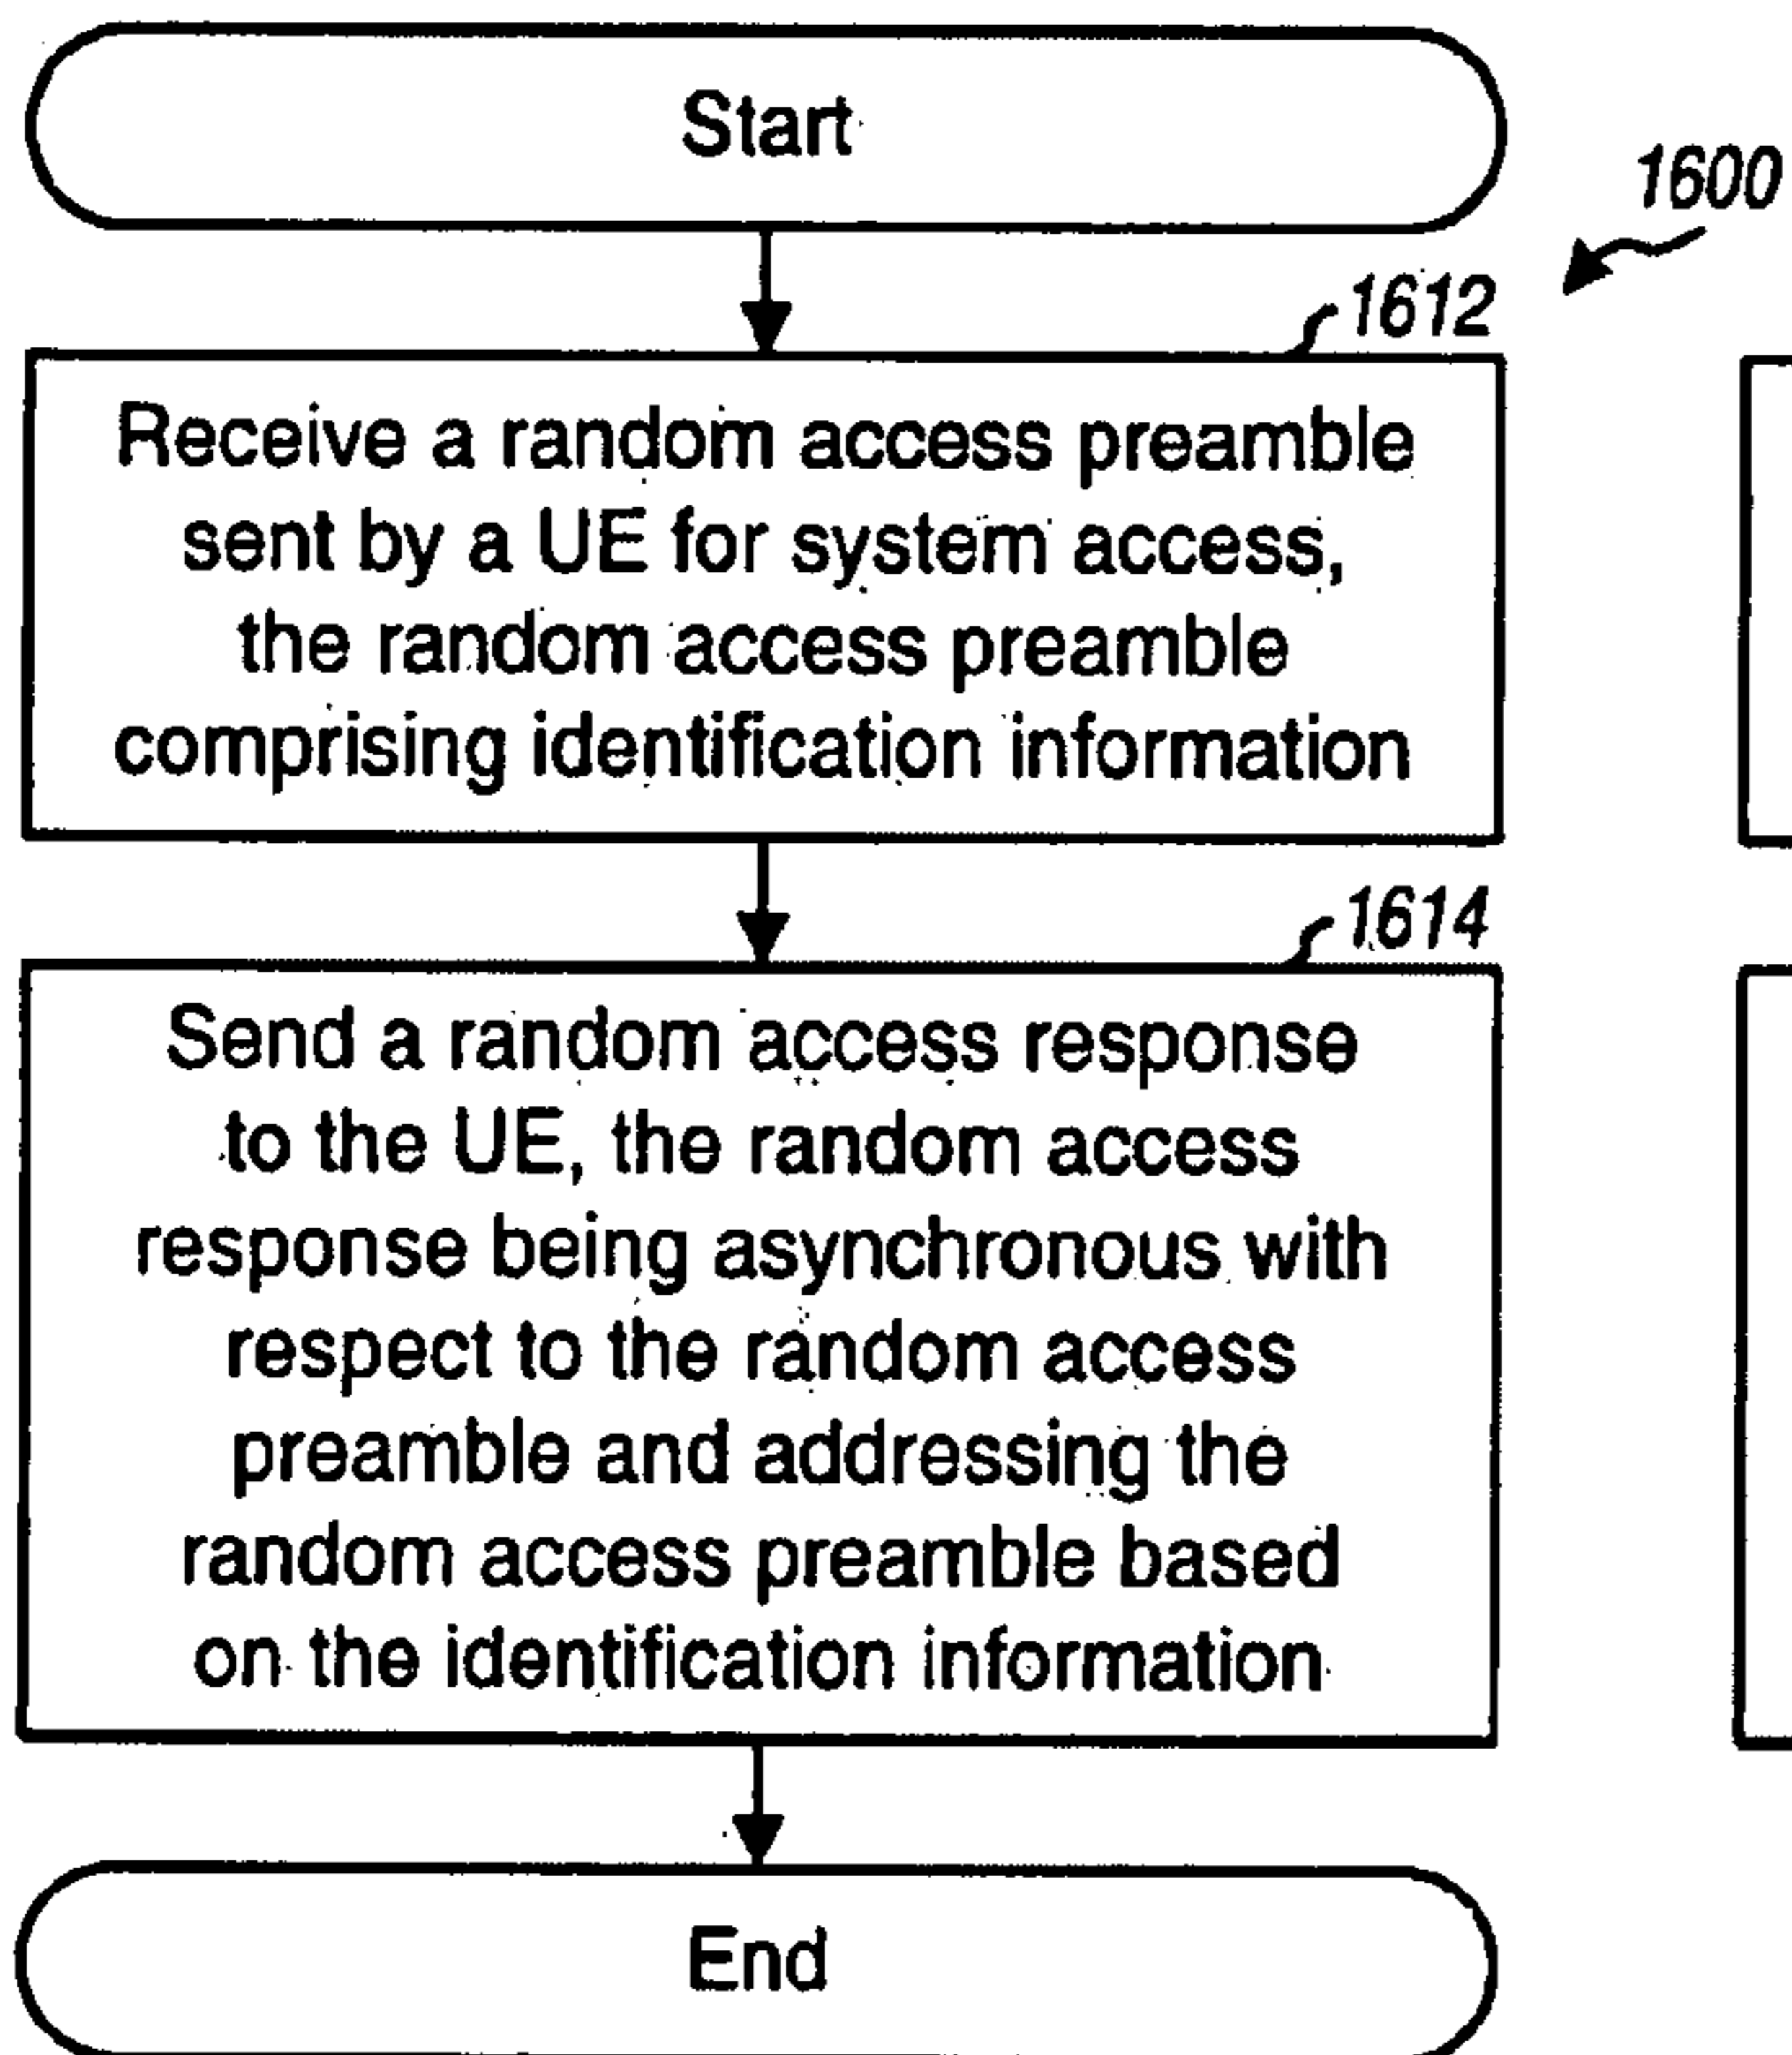 Start
1600
1612
Receive a random access preamble
sent by a UE for system access,
the random access preamble
comprising identification information
1614
Send a random access response
to the UE, the random access
response being asynchronous with
respect to the random access
preamble and addressing the
random access preamble based
on the identification information
End